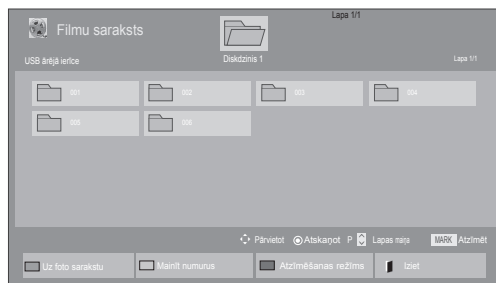 Lapa 1/1
Filmu saraksts
USB ārējā ierīce
Diskdzinis 1
Lapa 1/1
001 002 003 004
005 006
Pārvietot Atskaņot P Lapas maiņa MARK Atzīmēt
Uz foto sarakstu Mainīt numurus Atzīmēšanas režīms Iziet